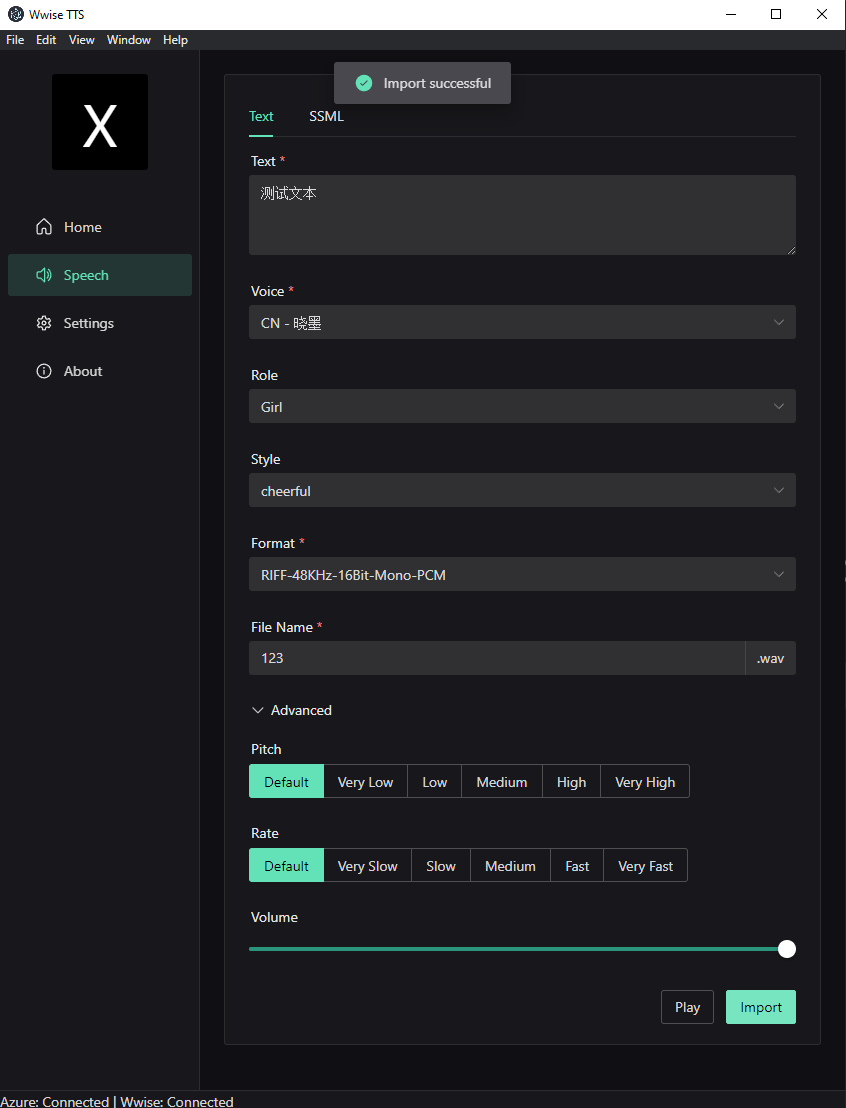 Wwise TTS
File Edit View Window Help
Import successful
X
Home
Speech
Settings
About
Text SSML
Text *
测试文本
Voice *
CN - 晓墨
Role
Girl
Style
cheerful
Format *
RIFF-48KHz-16Bit-Mono-PCM
File Name *
123 .wav
Advanced
Pitch
Default Very Low Low Medium High Very High
Rate
Default Very Slow Slow Medium Fast Very Fast
Volume
Play Import
Azure: Connected | Wwise: Connected